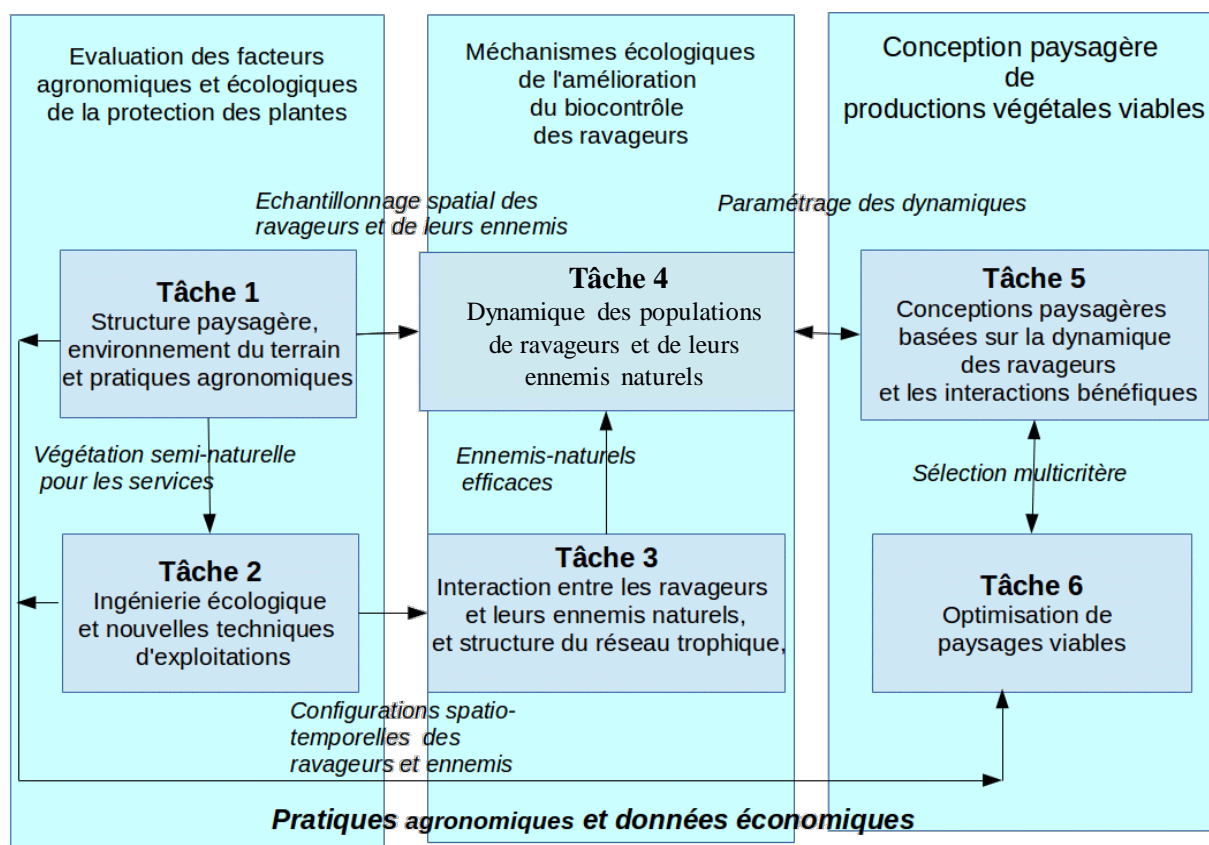 Evaluation des facteurs
agronomiques et écologiques
de la protection des plantes
Méchanismes écologiques
de l'amélioration
du biocontrôle
des ravageurs
Conception paysagère
de
productions végétales viables
Echantillonnage spatial des
ravageurs et de leurs ennemis
Paramétrage des dynamiques
Tâche 1
Structure paysagère,
environnement du terrain
et pratiques agronomiques
Tâche 4
Dynamique des populations
de ravageurs et de leurs
ennemis naturels
Tâche 5
Conceptions paysagères
basées sur la dynamique
des ravageurs
et les interactions bénéfiques
Végétation semi-naturelle
pour les services
Ennemis-naturels
efficaces
Sélection multicritère
Tâche 2
Ingénierie écologique
et nouvelles techniques
d'exploitations
Tâche 3
Interaction entre les ravageurs
et leurs ennemis naturels,
et structure du réseau trophique,
Tâche 6
Optimisation de
paysages viables
Configurations spatio-
temporelles des
ravageurs et ennemis
Pratiques agronomiques et données économiques